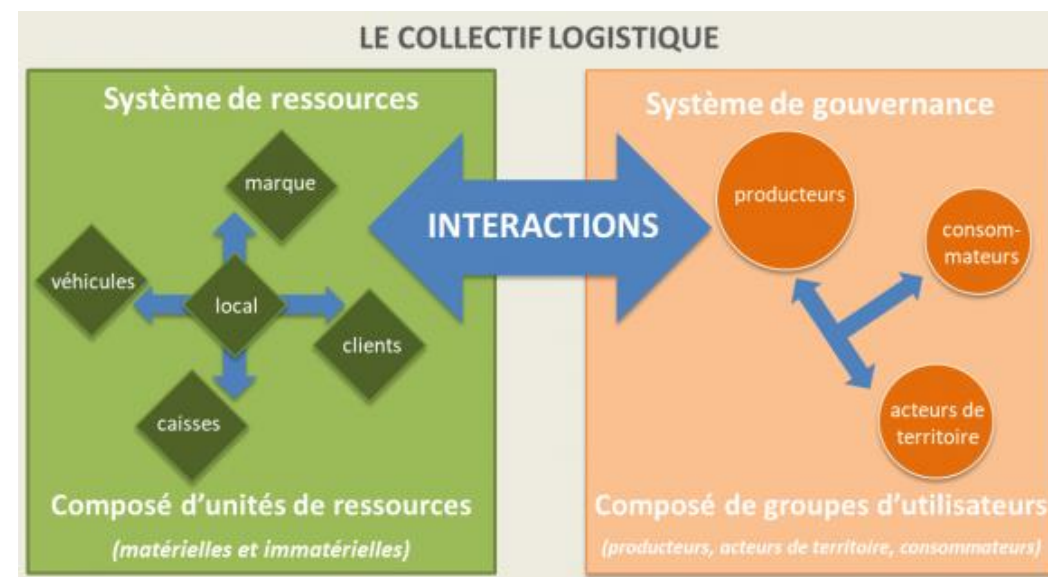 LE COLLECTIF LOGISTIQUE
Système de ressources
marque
véhicules
local
clients
caisses
Composé d'unités de ressources
(matérielles et immatérielles)
INTERACTIONS
Système de gouvernance
producteurs
consom-
mateurs
acteurs de
territoire
Composé de groupes d'utilisateurs
(producteurs, acteurs de territoire, consommateurs)